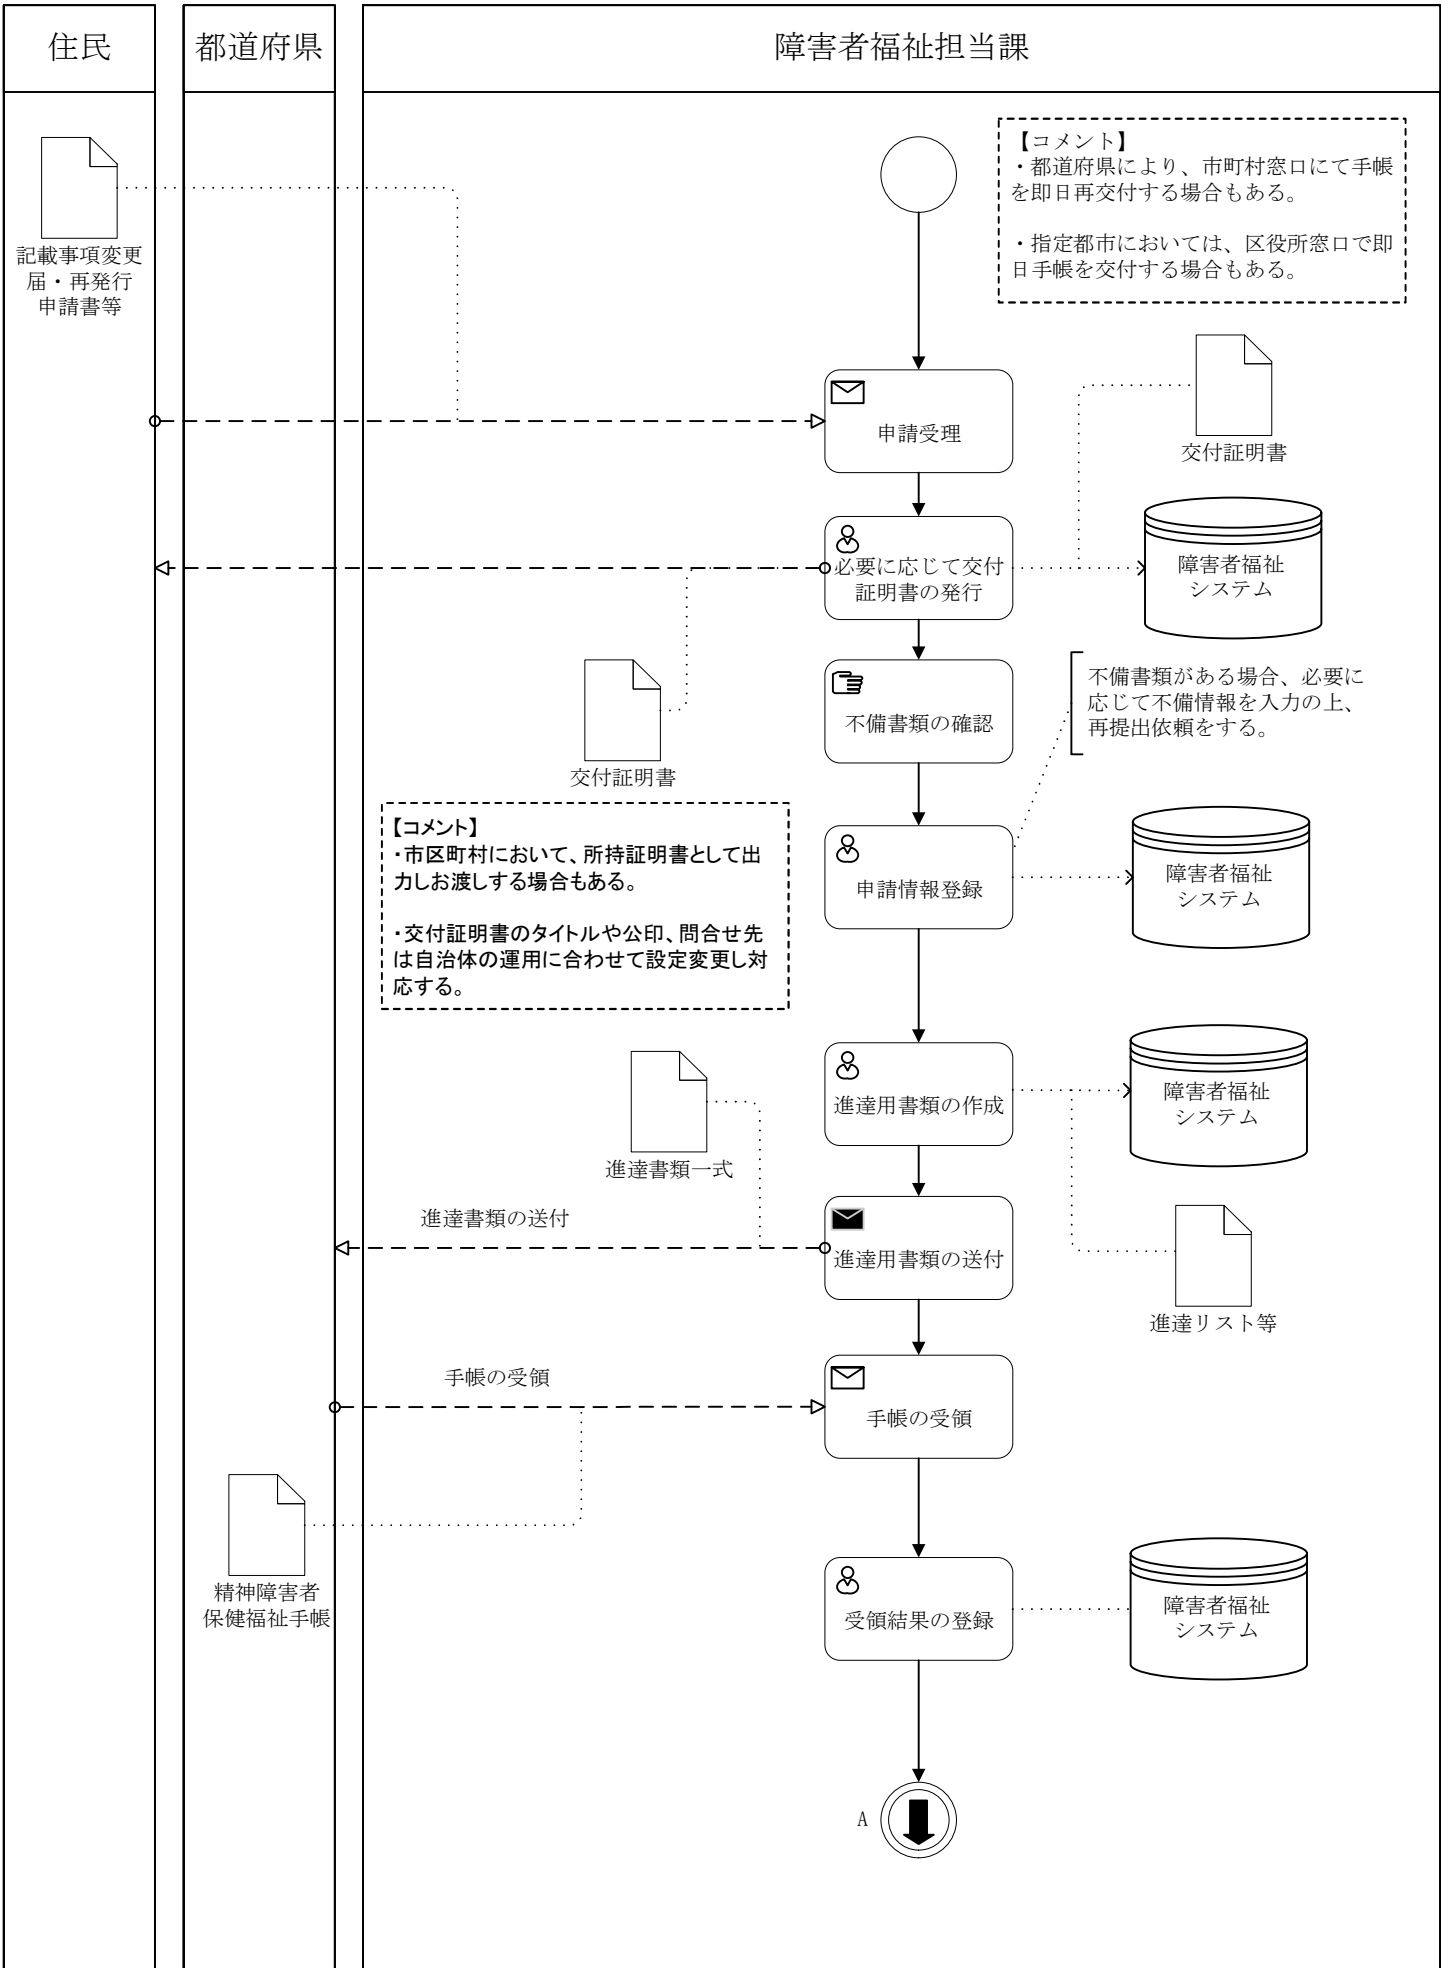 住民
都道府県
障害者福祉担当課
【コメント】
・都道府県により、市町村窓口にて手帳
を即日再交付する場合もある。
・指定都市においては、区役所窓口で即
日手帳を交付する場合もある。
記載事項変更
届・再発行
申請書等
申請受理
交付証明書
必要に応じて交付
証明書の発行
障害者福祉
システム
交付証明書
不備書類の確認
不備書類がある場合、必要に
応じて不備情報を入力の上、
再提出依頼をする。
【コメント】
・市区町村において、所持証明書として出
力しお渡しする場合もある。
・交付証明書のタイトルや公印、問合せ先
は自治体の運用に合わせて設定変更し対
応する。
申請情報登録
障害者福祉
システム
進達用書類の作成
障害者福祉
システム
進達書類一式
進達書類の送付
進達用書類の送付
進達リスト等
手帳の受領
手帳の受領
精神障害者
保健福祉手帳
受領結果の登録
障害者福祉
システム
A